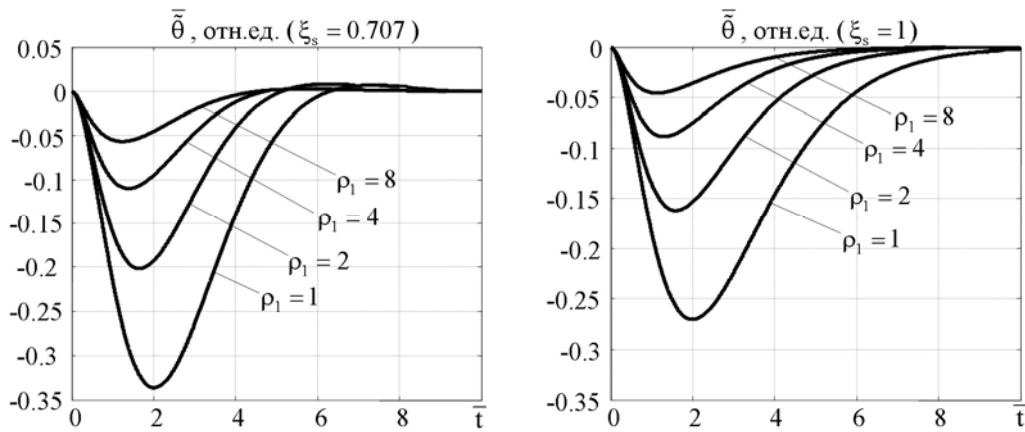 θ̃̅, отн.ед. ( ξₛ = 0.707 )
0.05
0
-0.05
-0.1
-0.15
-0.2
-0.25
-0.3
-0.35
0 2 4 6 8 t̅
ρ₁ = 8
ρ₁ = 4
ρ₁ = 2
ρ₁ = 1
θ̃̅, отн.ед. ( ξₛ = 1)
0
-0.05
-0.1
-0.15
-0.2
-0.25
-0.3
-0.35
0 2 4 6 8 t̅
ρ₁ = 8
ρ₁ = 4
ρ₁ = 2
ρ₁ = 1